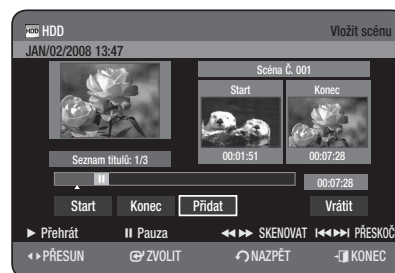 HDD HDD Vložit scénu
JAN/02/2008 13:47
Scéna Č. 001
Start Konec
Seznam titulů: 1/3 00:01:51 00:07:28
00:07:28
Start Konec Přidat Vrátit
► Přehrát II Pauza ◄◄ ►► SKENOVAT I◄◄ ►►I PŘESKOČ
◄► PŘESUN ZVOLIT NAZPĚT KONEC